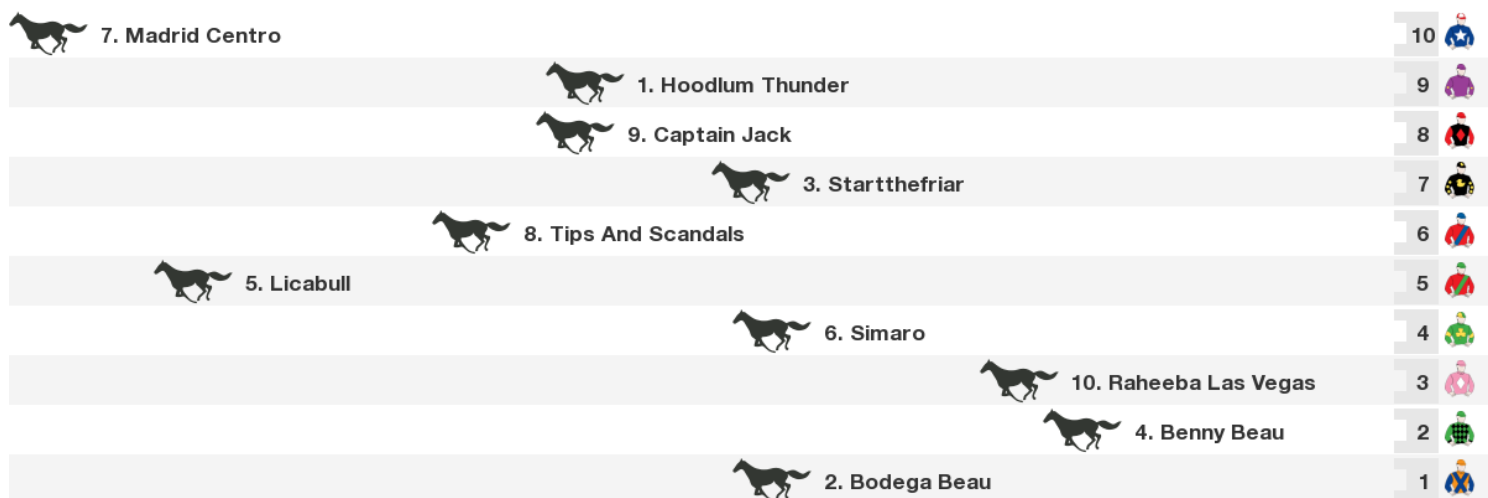 7. Madrid Centro 10
1. Hoodlum Thunder 9
9. Captain Jack 8
3. Startthefriar 7
8. Tips And Scandals 6
5. Licabull 5
6. Simaro 4
10. Raheeba Las Vegas 3
4. Benny Beau 2
2. Bodega Beau 1